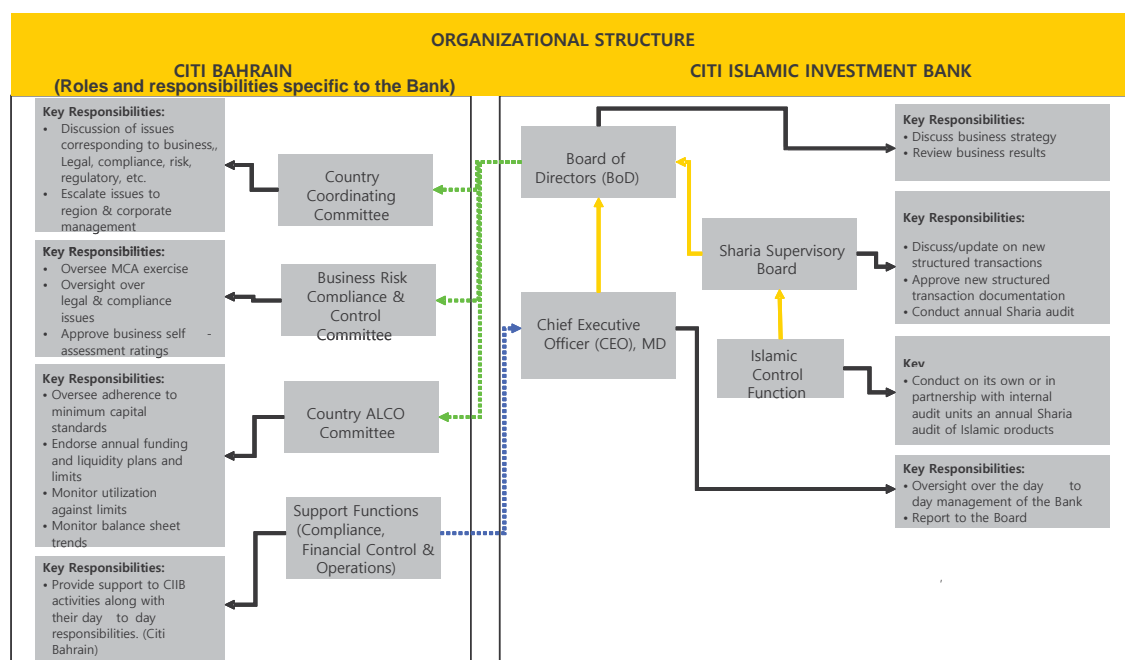 ORGANIZATIONAL STRUCTURE
CITI BAHRAIN
(Roles and responsibilities specific to the Bank)
CITI ISLAMIC INVESTMENT BANK
Key Responsibilities:
• Discussion of issues
corresponding to business,,
Legal, compliance, risk,
regulatory, etc.
• Escalate issues to
region & corporate
management
Country
Coordinating
Committee
Key Responsibilities:
• Oversee MCA exercise
• Oversight over
legal & compliance
issues
• Approve business self -
assessment ratings
Business Risk
Compliance &
Control
Committee
Key Responsibilities:
• Oversee adherence to
minimum capital
standards
• Endorse annual funding
and liquidity plans and
limits
• Monitor utilization
against limits
• Monitor balance sheet
trends
Country ALCO
Committee
Support Functions
(Compliance,
Financial Control &
Operations)
Key Responsibilities:
• Provide support to CIIB
activities along with
their day to day
responsibilities. (Citi
Bahrain)
Board of
Directors (BoD)
Key Responsibilities:
• Discuss business strategy
• Review business results
Sharia Supervisory
Board
Key Responsibilities:
• Discuss/update on new
structured transactions
• Approve new structured
transaction documentation
• Conduct annual Sharia audit
Chief Executive
Officer (CEO), MD
Islamic
Control
Function
Key
• Conduct on its own or in
partnership with internal
audit units an annual Sharia
audit of Islamic products
Key Responsibilities:
• Oversight over the day to
day management of the Bank
• Report to the Board